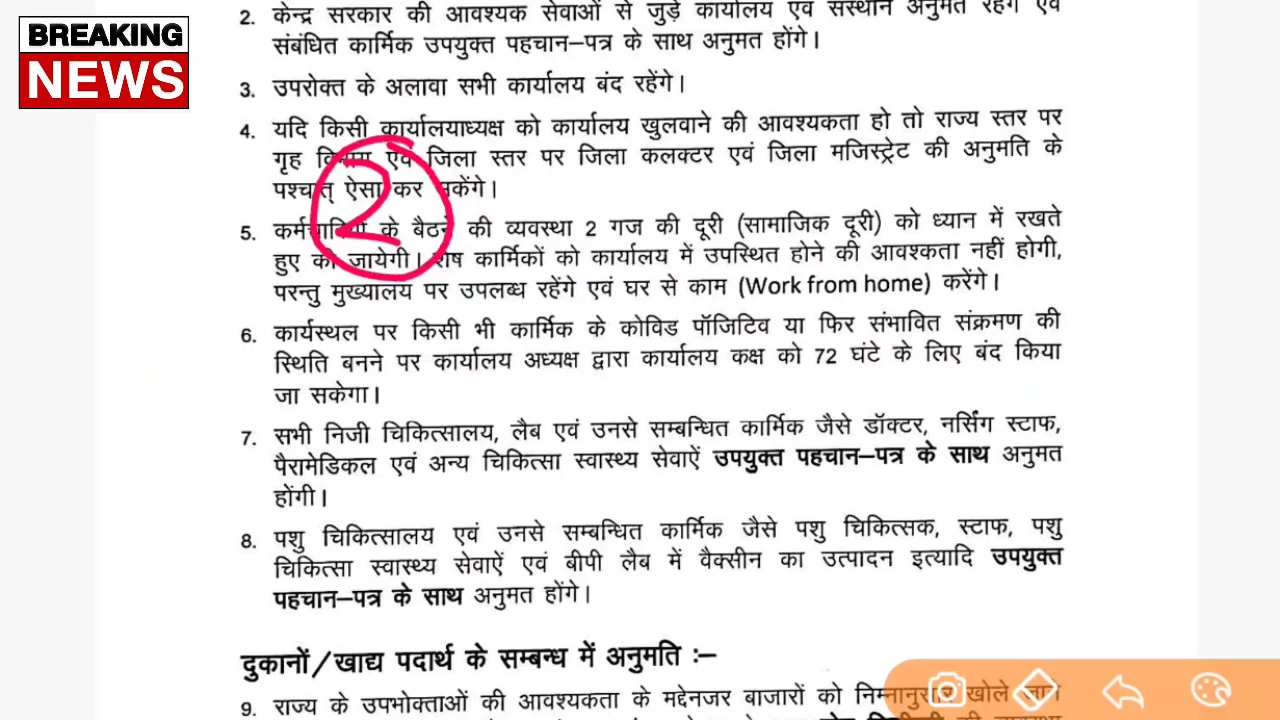 BREAKING
NEWS
2. केन्द्र सरकार की आवश्यक सेवाओं से जुड़े कार्यालय एवं संस्थान अनुमत रहेंगे एवं
संबंधित कार्मिक उपयुक्त पहचान–पत्र के साथ अनुमत होंगे।
3. उपरोक्त के अलावा सभी कार्यालय बंद रहेंगे।
4. यदि किसी कार्यालयाध्यक्ष को कार्यालय खुलवाने की आवश्यकता हो तो राज्य स्तर पर
गृह विभाग एवं जिला स्तर पर जिला कलक्टर एवं जिला मजिस्ट्रेट की अनुमति के
पश्चात् ऐसा कर सकेंगे।
2
5. कर्मचारियों के बैठने की व्यवस्था 2 गज की दूरी (सामाजिक दूरी) को ध्यान में रखते
हुए की जायेगी। शेष कार्मिकों को कार्यालय में उपस्थित होने की आवश्कता नहीं होगी,
परन्तु मुख्यालय पर उपलब्ध रहेंगे एवं घर से काम (Work from home) करेंगे।
6. कार्यस्थल पर किसी भी कार्मिक के कोविड पॉजिटिव या फिर संभावित संक्रमण की
स्थिति बनने पर कार्यालय अध्यक्ष द्वारा कार्यालय कक्ष को 72 घंटे के लिए बंद किया
जा सकेगा।
7. सभी निजी चिकित्सालय, लैब एवं उनसे सम्बन्धित कार्मिक जैसे डॉक्टर, नर्सिंग स्टाफ,
पैरामेडिकल एवं अन्य चिकित्सा स्वास्थ्य सेवाऐं उपयुक्त पहचान–पत्र के साथ अनुमत
होंगी।
8. पशु चिकित्सालय एवं उनसे सम्बन्धित कार्मिक जैसे पशु चिकित्सक, स्टाफ, पशु
चिकित्सा स्वास्थ्य सेवाऐं एवं बीपी लैब में वैक्सीन का उत्पादन इत्यादि उपयुक्त
पहचान–पत्र के साथ अनुमत होंगे।
दुकानों/खाद्य पदार्थ के सम्बन्ध में अनुमति :–
9. राज्य के उपभोक्ताओं की आवश्यकता के मद्देनजर बाजारों को निम्नानुसार खोले जाने